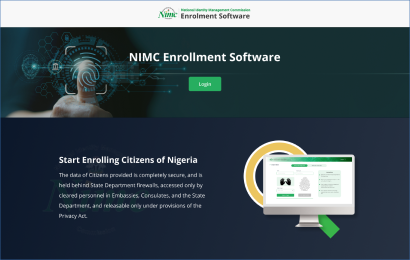 Nimc
National Identity Management Commission
Enrolment Software
NIMC Enrollment Software
Login
Start Enrolling Citizens of Nigeria
The data of Citizens provided is completely secure, and is
held behind State Department firewalls, accessed only by
cleared personnel in Embassies, Consulates, and the State
Department, and releasable only under provisions of the
Privacy Act.